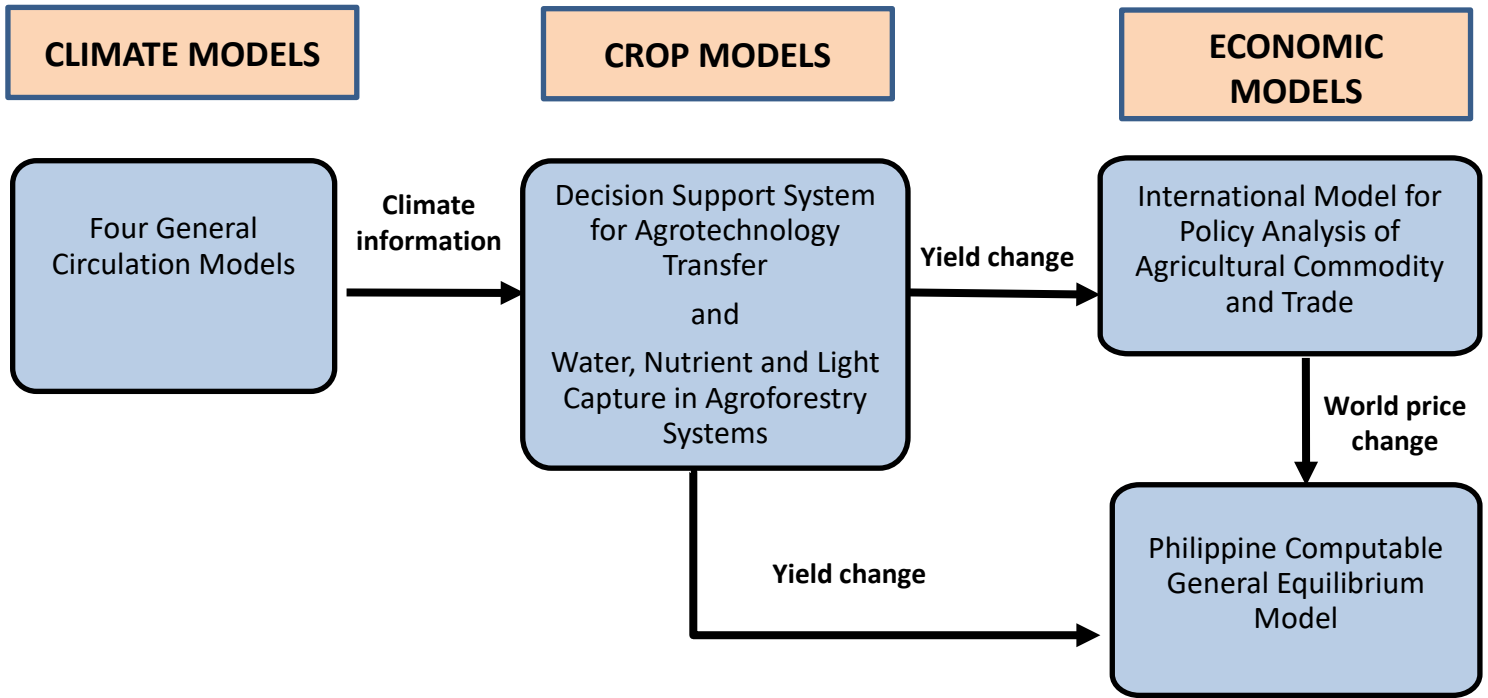 CLIMATE MODELS
CROP MODELS
ECONOMIC
MODELS
Four General
Circulation Models
Climate
information
Decision Support System
for Agrotechnology
Transfer
and
Water, Nutrient and Light
Capture in Agroforestry
Systems
Yield change
International Model for
Policy Analysis of
Agricultural Commodity
and Trade
World price
change
Yield change
Philippine Computable
General Equilibrium
Model